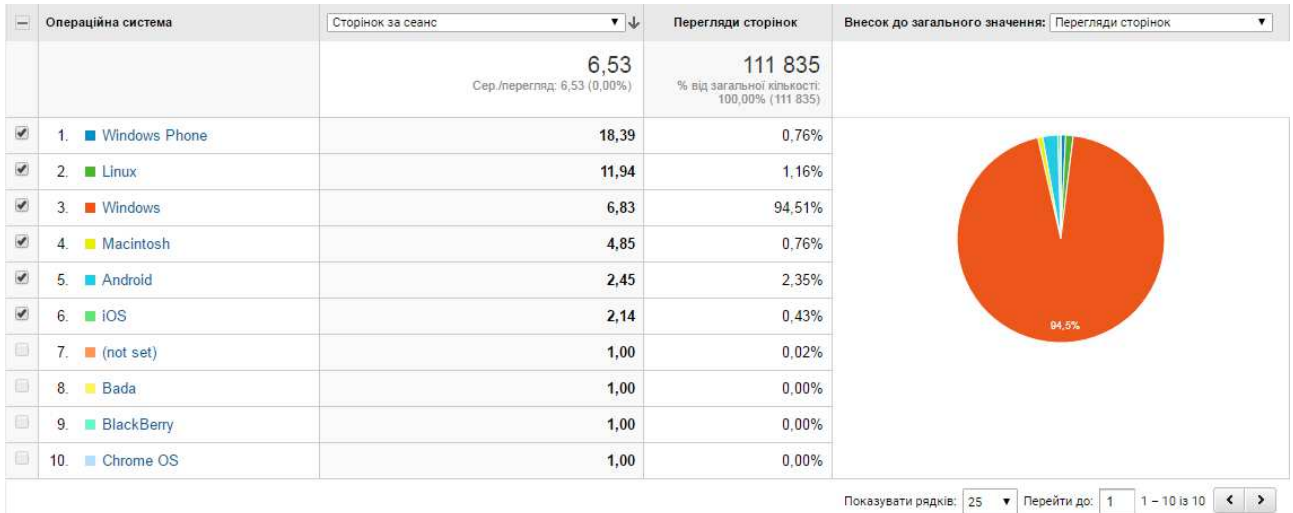 Операційна система Сторінок за сеанс Перегляди сторінок Внесок до загального значення: Перегляди сторінок
6,53 111 835
Сер./перегляд: 6,53 (0,00%) % від загальної кількості:
100,00% (111 835)
1. Windows Phone 18,39 0,76%
2. Linux 11,94 1,16%
3. Windows 6,83 94,51%
4. Macintosh 4,85 0,76%
5. Android 2,45 2,35%
6. iOS 2,14 0,43%
94,5%
7. (not set) 1,00 0,02%
8. Bada 1,00 0,00%
9. BlackBerry 1,00 0,00%
10. Chrome OS 1,00 0,00%
Показувати рядків: 25 Перейти до: 1 1 – 10 із 10